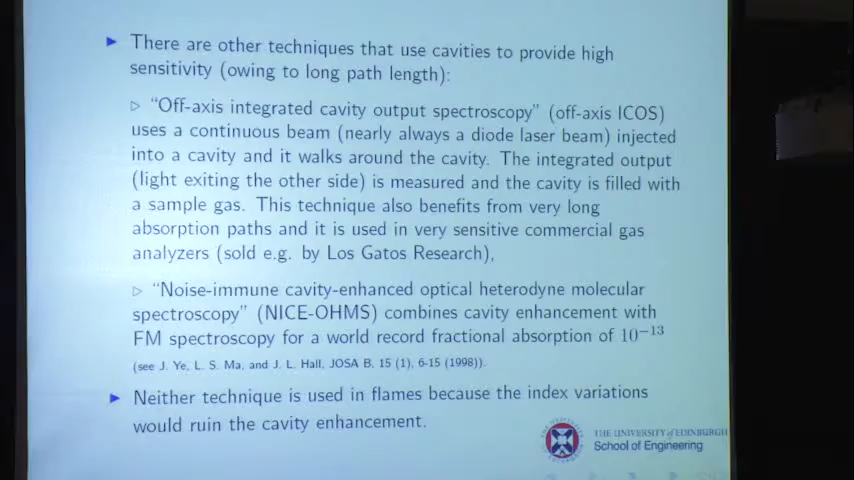 ► There are other techniques that use cavities to provide high
sensitivity (owing to long path length):
▷ “Off-axis integrated cavity output spectroscopy” (off-axis ICOS)
uses a continuous beam (nearly always a diode laser beam) injected
into a cavity and it walks around the cavity. The integrated output
(light exiting the other side) is measured and the cavity is filled with
a sample gas. This technique also benefits from very long
absorption paths and it is used in very sensitive commercial gas
analyzers (sold e.g. by Los Gatos Research),
▷ “Noise-immune cavity-enhanced optical heterodyne molecular
spectroscopy” (NICE-OHMS) combines cavity enhancement with
FM spectroscopy for a world record fractional absorption of 10⁻¹³
(see J. Ye, L. S. Ma, and J. L. Hall, JOSA B, 15 (1), 6-15 (1998)).
► Neither technique is used in flames because the index variations
would ruin the cavity enhancement.
THE UNIVERSITY of EDINBURGH
School of Engineering